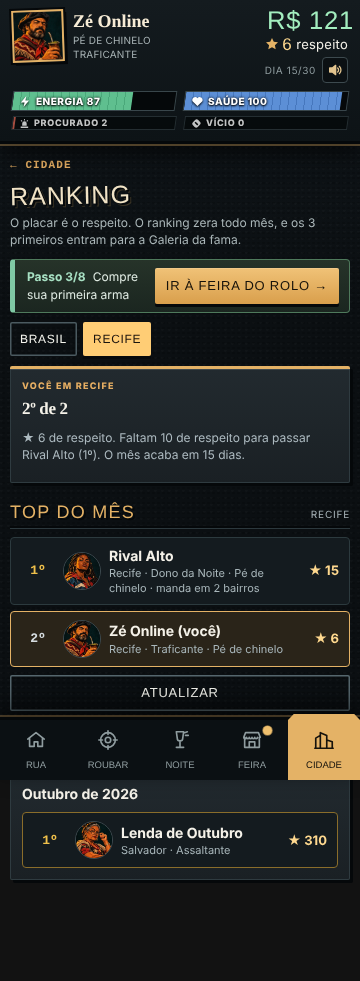 Zé Online
R$ 121
PÉ DE CHINELO
TRAFICANTE
★ 6 respeito
DIA 15/30
ENERGIA 87
SAÚDE 100
PROCURADO 2
VÍCIO 0
← CIDADE
RANKING
O placar é o respeito. O ranking zera todo mês, e os 3
primeiros entram para a Galeria da fama.
Passo 3/8 Compre
sua primeira arma
IR À FEIRA DO ROLO →
BRASIL
RECIFE
VOCÊ EM RECIFE
2º de 2
★ 6 de respeito. Faltam 10 de respeito para passar
Rival Alto (1º). O mês acaba em 15 dias.
TOP DO MÊS
RECIFE
1º
Rival Alto
Recife · Dono da Noite · Pé de
chinelo · manda em 2 bairros
★ 15
2º
Zé Online (você)
Recife · Traficante · Pé de chinelo
★ 6
ATUALIZAR
RUA
ROUBAR
NOITE
FEIRA
CIDADE
Outubro de 2026
1º
Lenda de Outubro
Salvador · Assaltante
★ 310